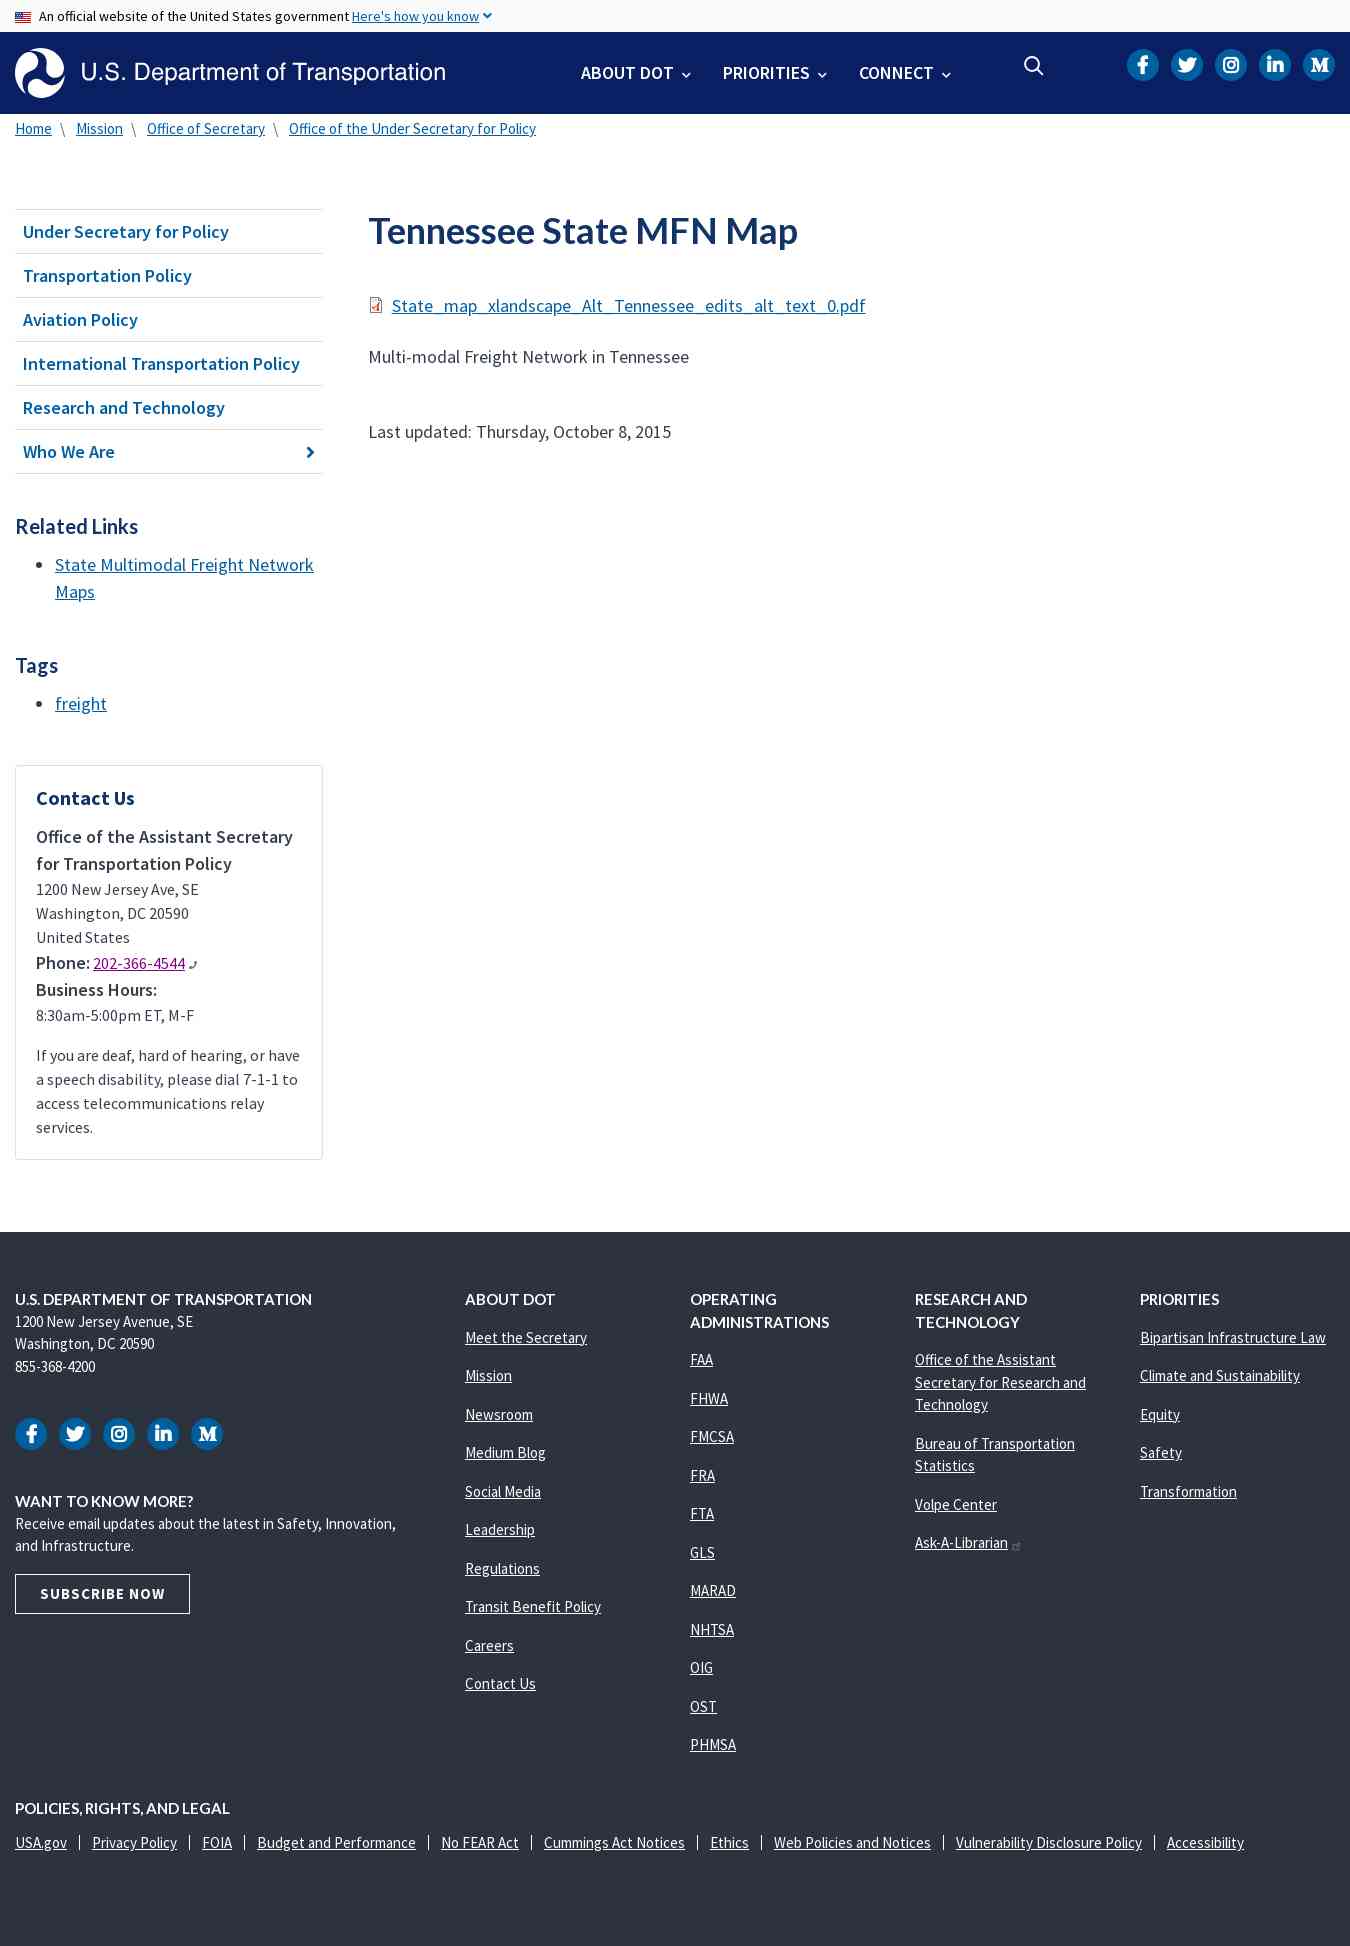 An official website of the United States government Here's how you know
U.S. Department of Transportation
ABOUT DOT
PRIORITIES
CONNECT
Home \ Mission \ Office of Secretary \ Office of the Under Secretary for Policy
Under Secretary for Policy
Transportation Policy
Aviation Policy
International Transportation Policy
Research and Technology
Who We Are
Related Links
State Multimodal Freight Network
Maps
Tags
freight
Contact Us
Office of the Assistant Secretary
for Transportation Policy
1200 New Jersey Ave, SE
Washington, DC 20590
United States
Phone: 202-366-4544
Business Hours:
8:30am-5:00pm ET, M-F
If you are deaf, hard of hearing, or have
a speech disability, please dial 7-1-1 to
access telecommunications relay
services.
Tennessee State MFN Map
State_map_xlandscape_Alt_Tennessee_edits_alt_text_0.pdf
Multi-modal Freight Network in Tennessee
Last updated: Thursday, October 8, 2015
U.S. DEPARTMENT OF TRANSPORTATION
1200 New Jersey Avenue, SE
Washington, DC 20590
855-368-4200
WANT TO KNOW MORE?
Receive email updates about the latest in Safety, Innovation,
and Infrastructure.
SUBSCRIBE NOW
ABOUT DOT
Meet the Secretary
Mission
Newsroom
Medium Blog
Social Media
Leadership
Regulations
Transit Benefit Policy
Careers
Contact Us
OPERATING
ADMINISTRATIONS
FAA
FHWA
FMCSA
FRA
FTA
GLS
MARAD
NHTSA
OIG
OST
PHMSA
RESEARCH AND
TECHNOLOGY
Office of the Assistant
Secretary for Research and
Technology
Bureau of Transportation
Statistics
Volpe Center
Ask-A-Librarian
PRIORITIES
Bipartisan Infrastructure Law
Climate and Sustainability
Equity
Safety
Transformation
POLICIES, RIGHTS, AND LEGAL
USA.gov | Privacy Policy | FOIA | Budget and Performance | No FEAR Act | Cummings Act Notices | Ethics | Web Policies and Notices | Vulnerability Disclosure Policy | Accessibility